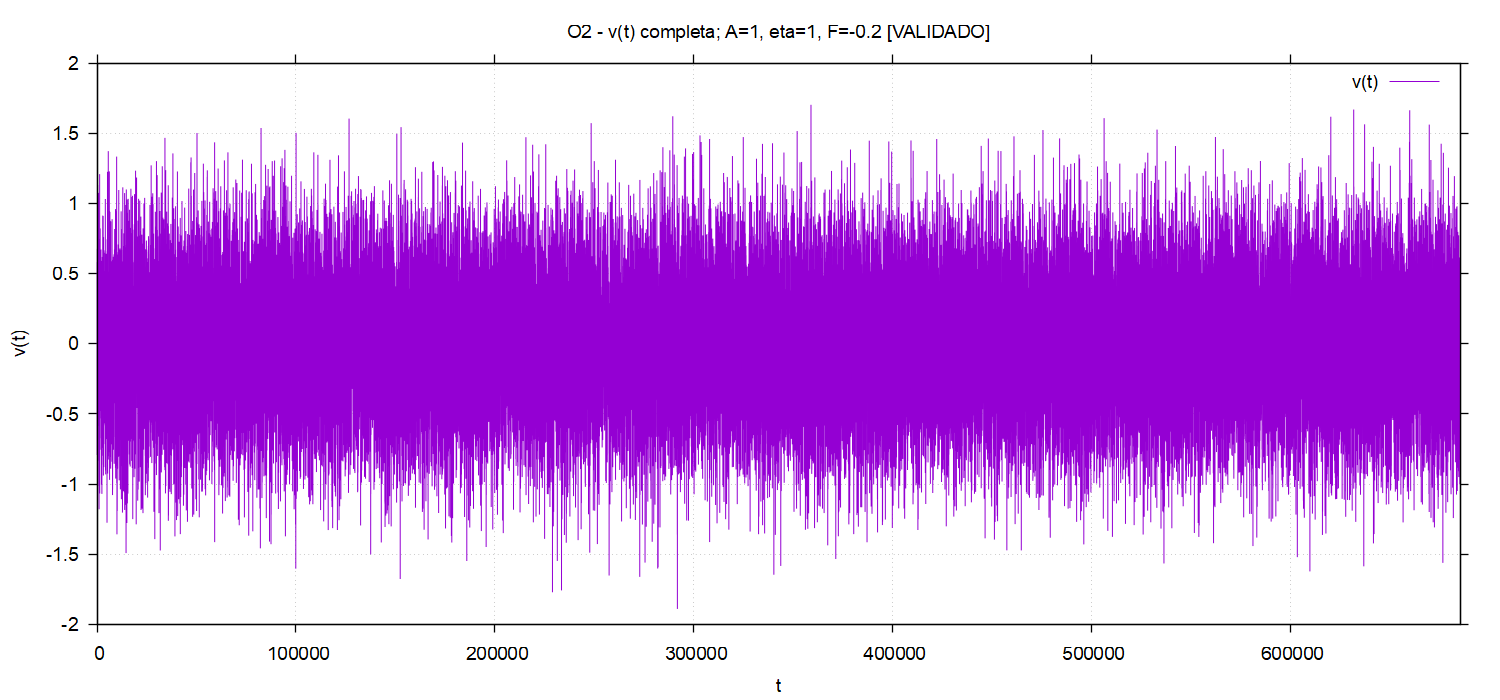 O2 - v(t) completa; A=1, eta=1, F=-0.2 [VALIDADO]
v(t)
2
1.5
1
0.5
0
-0.5
-1
-1.5
-2
v(t)
0 100000 200000 300000 400000 500000 600000
t